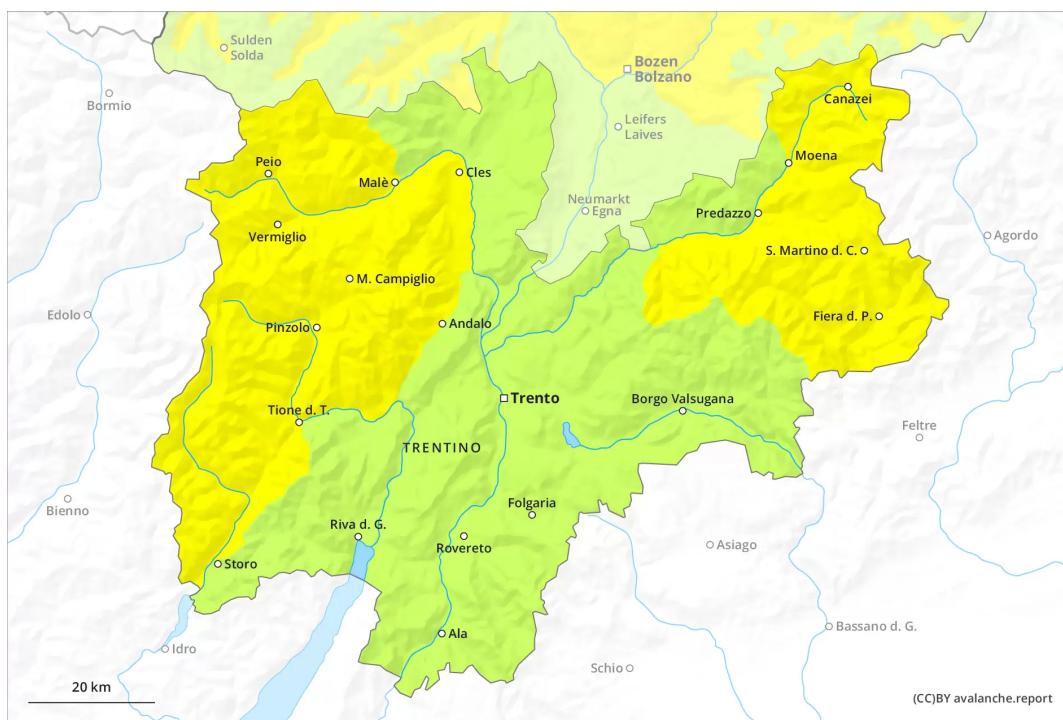 Sulden
Solda
Bozen
Bolzano
Bormio
Canazei
Leifers
Laives
Peio
Malè
Cles
Moena
Neumarkt
Egna
Predazzo
Vermiglio
Agordo
S. Martino d. C.
M. Campiglio
Edolo
Pinzolo
Andalo
Fiera d. P.
Trento
Borgo Valsugana
Tione d. T.
Feltre
TRENTINO
Bienno
Folgaria
Riva d. G.
Rovereto
Asiago
Storo
Bassano d. G.
Ala
Idro
Schio
20 km
(CC)BY avalanche.report